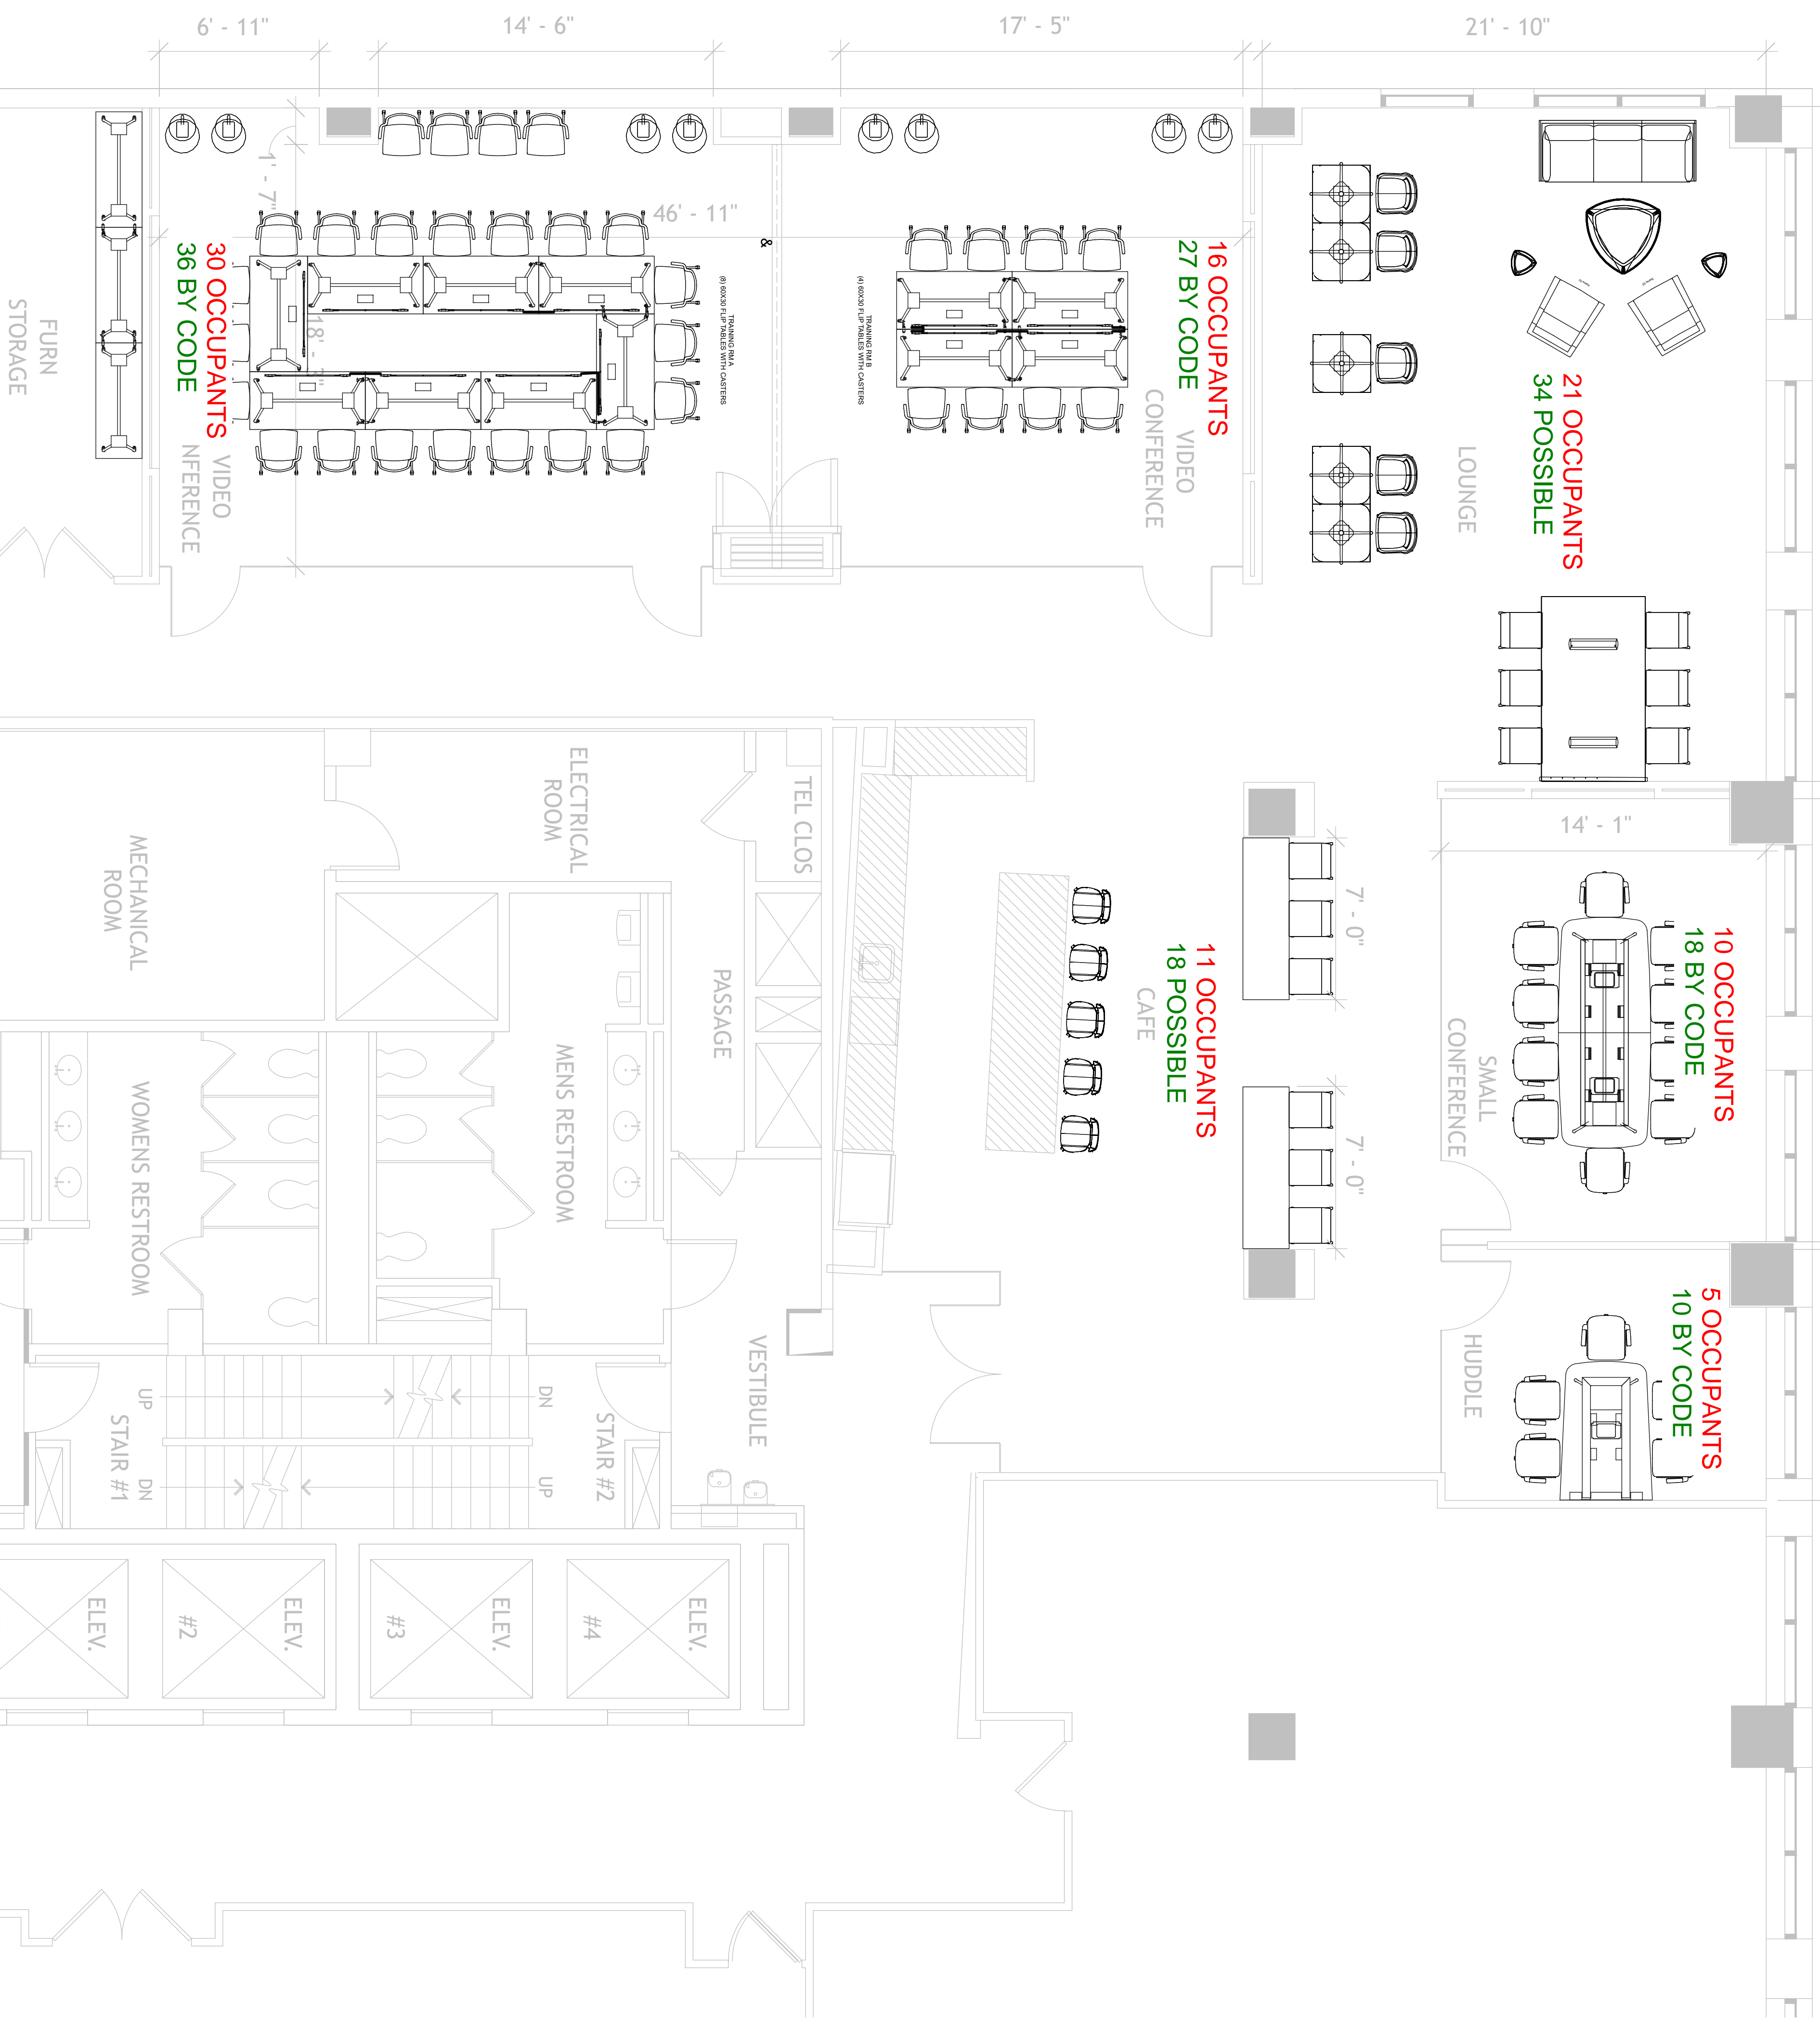 6' - 11"
14' - 6"
17' - 5"
21' - 10"
1' - 7"
46' - 11"
&
30 OCCUPANTS
36 BY CODE
VIDEO
NFERENCE
FURN
STORAGE
TRAINING RM A
(8) 60X30 FLIP TABLES WITH CASTERS
TRAINING RM B
(4) 60X30 FLIP TABLES WITH CASTERS
16 OCCUPANTS
27 BY CODE
VIDEO
CONFERENCE
21 OCCUPANTS
34 POSSIBLE
LOUNGE
MECHANICAL
ROOM
ELECTRICAL
ROOM
TEL CLOS
PASSAGE
MENS RESTROOM
WOMENS RESTROOM
11 OCCUPANTS
18 POSSIBLE
CAFE
7' - 0"
7' - 0"
14' - 1"
10 OCCUPANTS
18 BY CODE
SMALL
CONFERENCE
5 OCCUPANTS
10 BY CODE
HUDDLE
VESTIBULE
UP
DN
STAIR #1
DN
UP
STAIR #2
ELEV.
ELEV.
#2
ELEV.
#3
ELEV.
#4